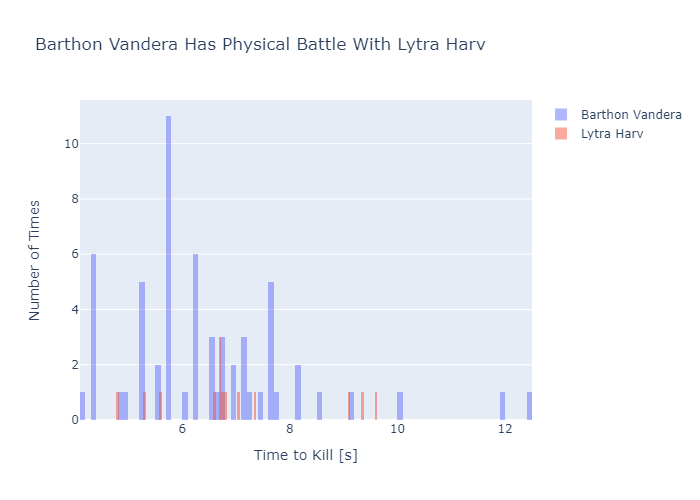 Barthon Vandera Has Physical Battle With Lytra Harv
Barthon Vandera
Lytra Harv
10
8
6
4
2
0
Number of Times
6
8
10
12
Time to Kill [s]